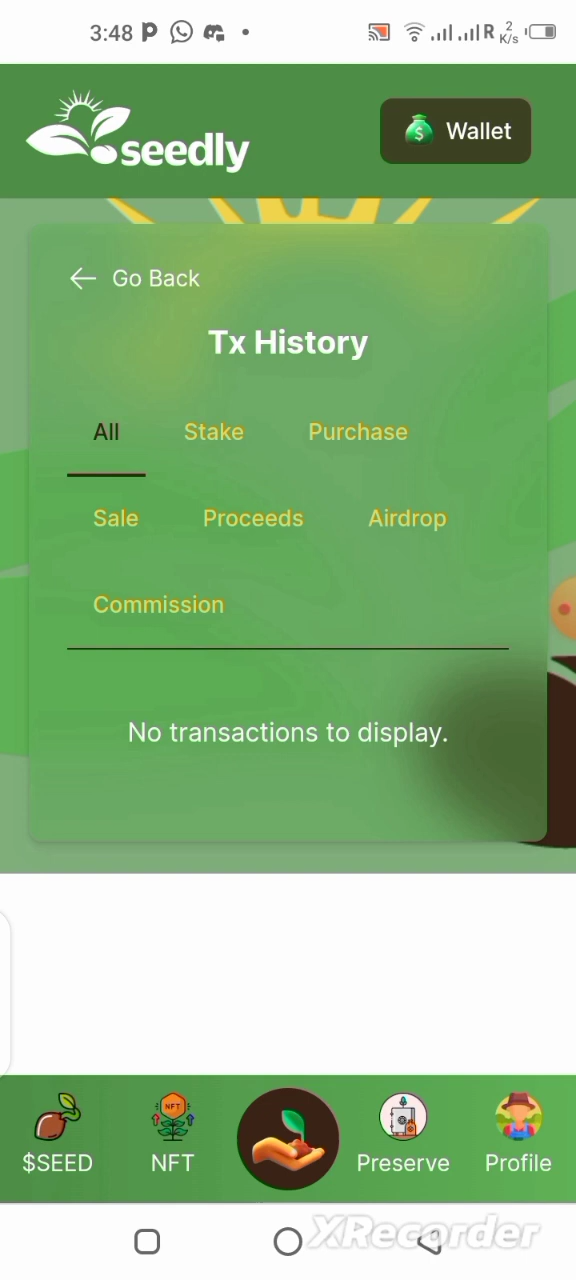 3:48
R 2 K/s
seedly
$ Wallet
Go Back
Tx History
All Stake Purchase
Sale Proceeds Airdrop
Commission
No transactions to display.
NFT
$SEED NFT Preserve Profile
XRecorder